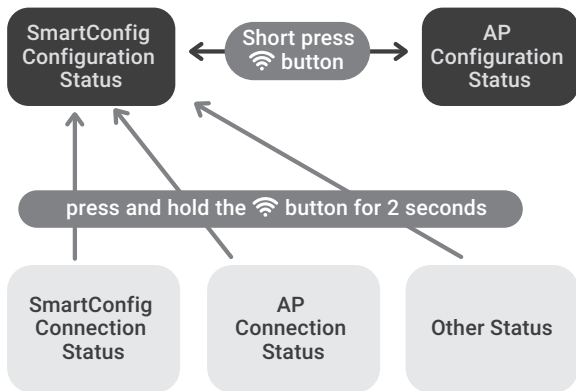 SmartConfig
Configuration
Status
Short press
button
AP
Configuration
Status
press and hold the button for 2 seconds
SmartConfig
Connection
Status
AP
Connection
Status
Other Status